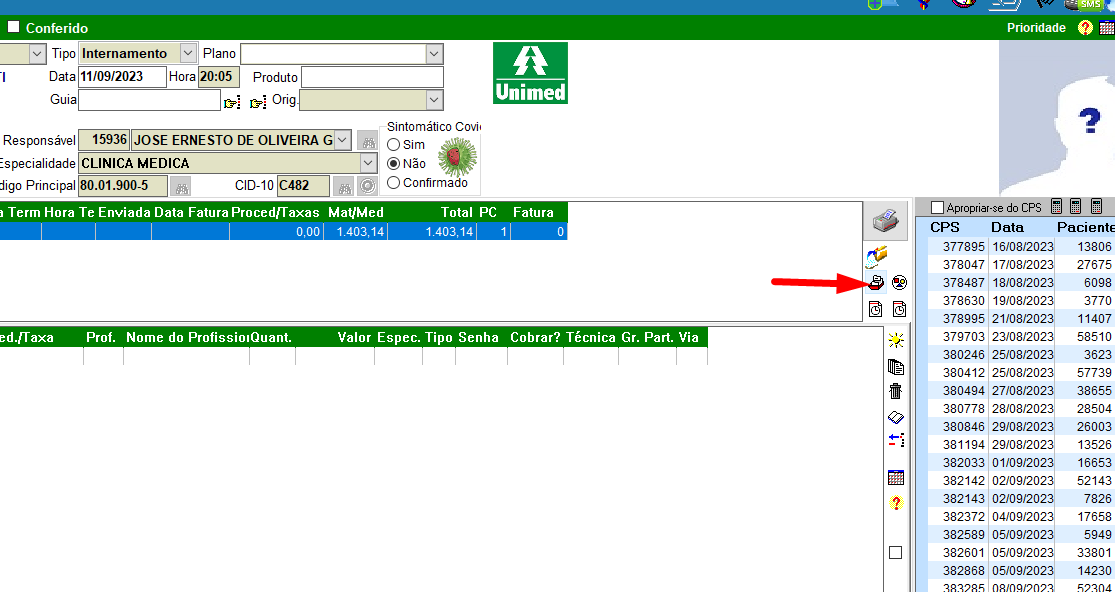 SMS
Conferido Prioridade ?
Tipo Internamento Plano
TI Data 11/09/2023 Hora 20:05 Produto
Guia Orig.
Unimed
?
Sintomático Covi
Responsável 15936 JOSE ERNESTO DE OLIVEIRA G Sim
Especialidade CLINICA MEDICA Não
digo Principal 80.01.900-5 CID-10 C482 Confirmado
a Term Hora Te Enviada Data Fatura Proced/Taxas Mat/Med Total PC Fatura
0,00 1.403,14 1.403,14 1 0
Apropriar-se do CPS
CPS Data Paciente
377895 16/08/2023 13806
378047 17/08/2023 27675
378487 18/08/2023 6098
378630 19/08/2023 3770
378995 21/08/2023 11407
379703 23/08/2023 58510
380246 25/08/2023 3623
380412 25/08/2023 57739
380494 27/08/2023 38655
380778 28/08/2023 28504
380846 29/08/2023 26003
381194 29/08/2023 13526
382033 01/09/2023 16653
382142 02/09/2023 52143
382143 02/09/2023 7826
382372 04/09/2023 17658
382589 05/09/2023 5949
382601 05/09/2023 33801
382868 05/09/2023 14230
383285 08/09/2023 52304
ed./Taxa Prof. Nome do Profissior Quant. Valor Espec. Tipo Senha Cobrar? Técnica Gr. Part. Via
?